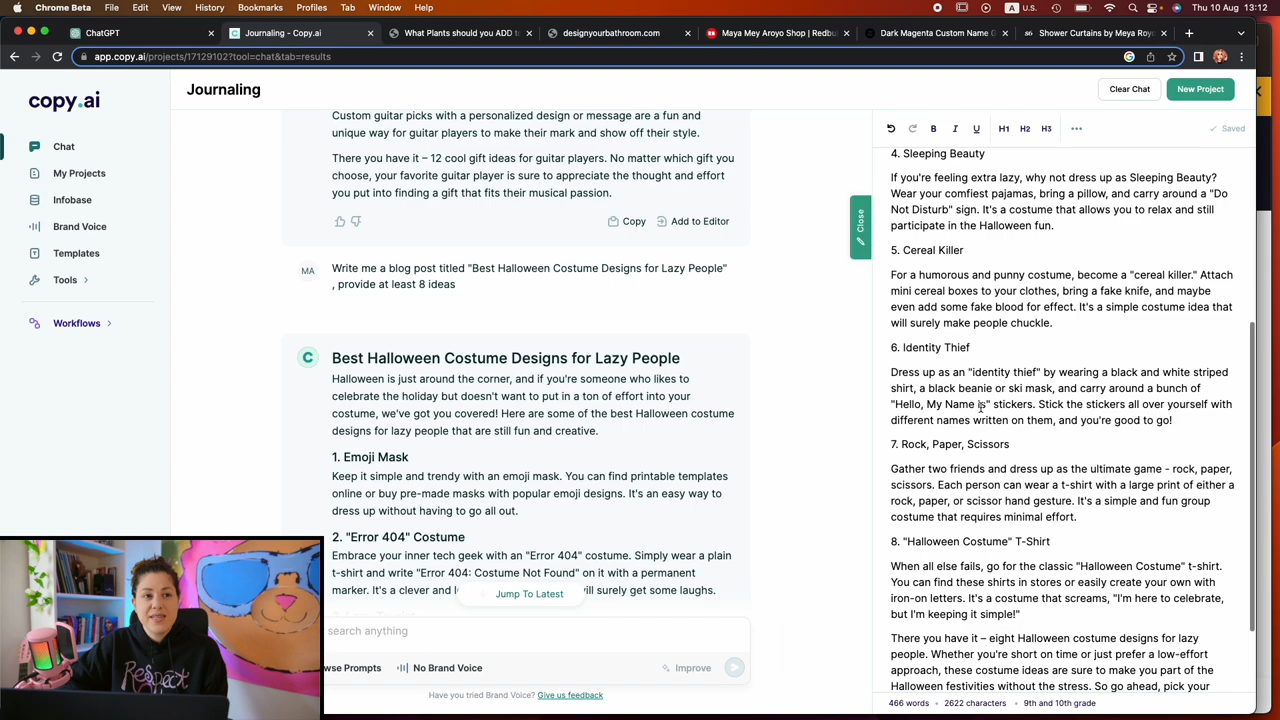 Chrome Beta File Edit View History Bookmarks Profiles Tab Window Help
U.S. Thu 10 Aug 13:12
ChatGPT
Journaling - Copy.ai
What Plants should you ADD t
designyourbathroom.com
Maya Mey Aroyo Shop | Redbu
Dark Magenta Custom Name G
Shower Curtains by Meya Roy
app.copy.ai/projects/17129102?tool=chat&tab=results
copy.ai
Chat
My Projects
Infobase
Brand Voice
Templates
Tools
Workflows
Journaling
Clear Chat
New Project
Custom guitar picks with a personalized design or message are a fun and
unique way for guitar players to make their mark and show off their style.
There you have it – 12 cool gift ideas for guitar players. No matter which gift you
choose, your favorite guitar player is sure to appreciate the thought and effort
you put into finding a gift that fits their musical passion.
Copy
Add to Editor
MA
Write me a blog post titled "Best Halloween Costume Designs for Lazy People"
, provide at least 8 ideas
C
Best Halloween Costume Designs for Lazy People
Halloween is just around the corner, and if you're someone who likes to
celebrate the holiday but doesn't want to put in a ton of effort into your
costume, we've got you covered! Here are some of the best Halloween costume
designs for lazy people that are still fun and creative.
1. Emoji Mask
Keep it simple and trendy with an emoji mask. You can find printable templates
online or buy pre-made masks with popular emoji designs. It's an easy way to
dress up without having to go all out.
2. "Error 404" Costume
Embrace your inner tech geek with an "Error 404" costume. Simply wear a plain
t-shirt and write "Error 404: Costume Not Found" on it with a permanent
marker. It's a clever and will surely get some laughs.
Jump To Latest
search anything
wse Prompts
No Brand Voice
Improve
Have you tried Brand Voice? Give us feedback
Close
B I U H1 H2 H3
Saved
4. Sleeping Beauty
If you're feeling extra lazy, why not dress up as Sleeping Beauty?
Wear your comfiest pajamas, bring a pillow, and carry around a "Do
Not Disturb" sign. It's a costume that allows you to relax and still
participate in the Halloween fun.
5. Cereal Killer
For a humorous and punny costume, become a "cereal killer." Attach
mini cereal boxes to your clothes, bring a fake knife, and maybe
even add some fake blood for effect. It's a simple costume idea that
will surely make people chuckle.
6. Identity Thief
Dress up as an "identity thief" by wearing a black and white striped
shirt, a black beanie or ski mask, and carry around a bunch of
"Hello, My Name is" stickers. Stick the stickers all over yourself with
different names written on them, and you're good to go!
7. Rock, Paper, Scissors
Gather two friends and dress up as the ultimate game - rock, paper,
scissors. Each person can wear a t-shirt with a large print of either a
rock, paper, or scissor hand gesture. It's a simple and fun group
costume that requires minimal effort.
8. "Halloween Costume" T-Shirt
When all else fails, go for the classic "Halloween Costume" t-shirt.
You can find these shirts in stores or easily create your own with
iron-on letters. It's a costume that screams, "I'm here to celebrate,
but I'm keeping it simple!"
There you have it – eight Halloween costume designs for lazy
people. Whether you're short on time or just prefer a low-effort
approach, these costume ideas are sure to make you part of the
Halloween festivities without the stress. So go ahead, pick your
466 words • 2622 characters • 9th and 10th grade
Respect